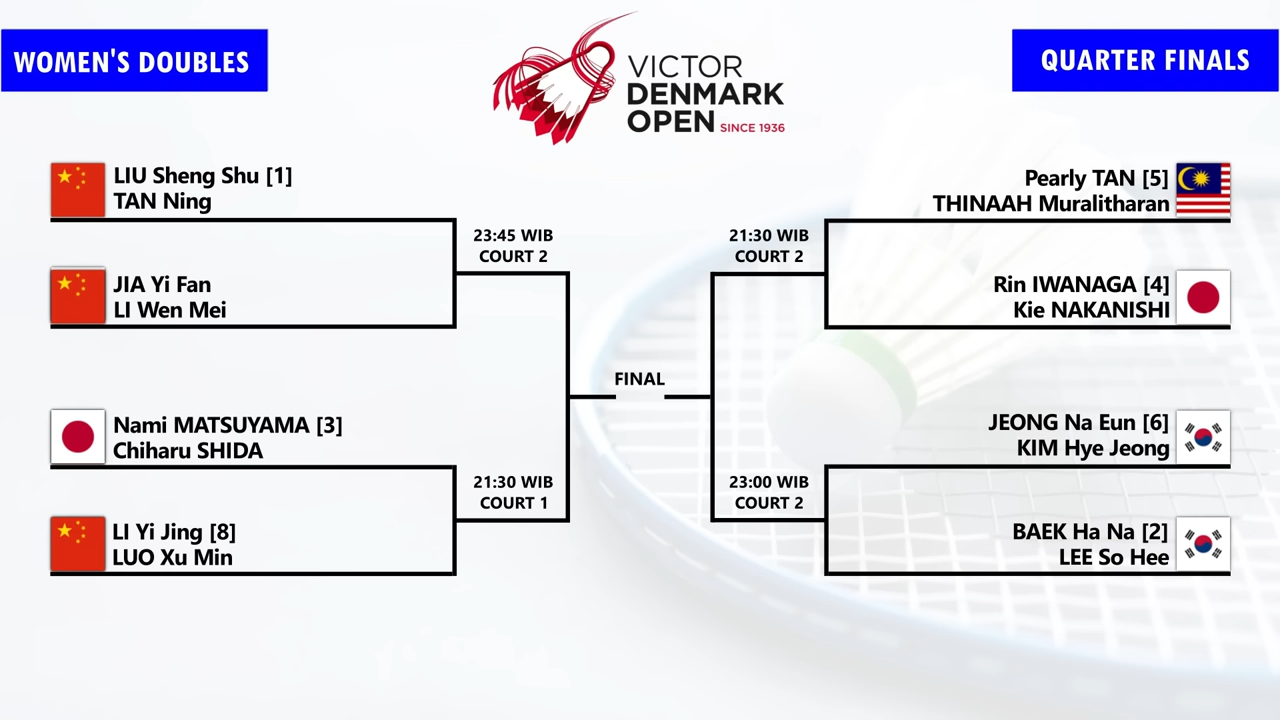 WOMEN'S DOUBLES
VICTOR
DENMARK
OPEN SINCE 1936
QUARTER FINALS
LIU Sheng Shu [1]
TAN Ning
23:45 WIB
COURT 2
JIA Yi Fan
LI Wen Mei
Nami MATSUYAMA [3]
Chiharu SHIDA
21:30 WIB
COURT 1
LI Yi Jing [8]
LUO Xu Min
FINAL
Pearly TAN [5]
THINAAH Muralitharan
21:30 WIB
COURT 2
Rin IWANAGA [4]
Kie NAKANISHI
JEONG Na Eun [6]
KIM Hye Jeong
23:00 WIB
COURT 2
BAEK Ha Na [2]
LEE So Hee